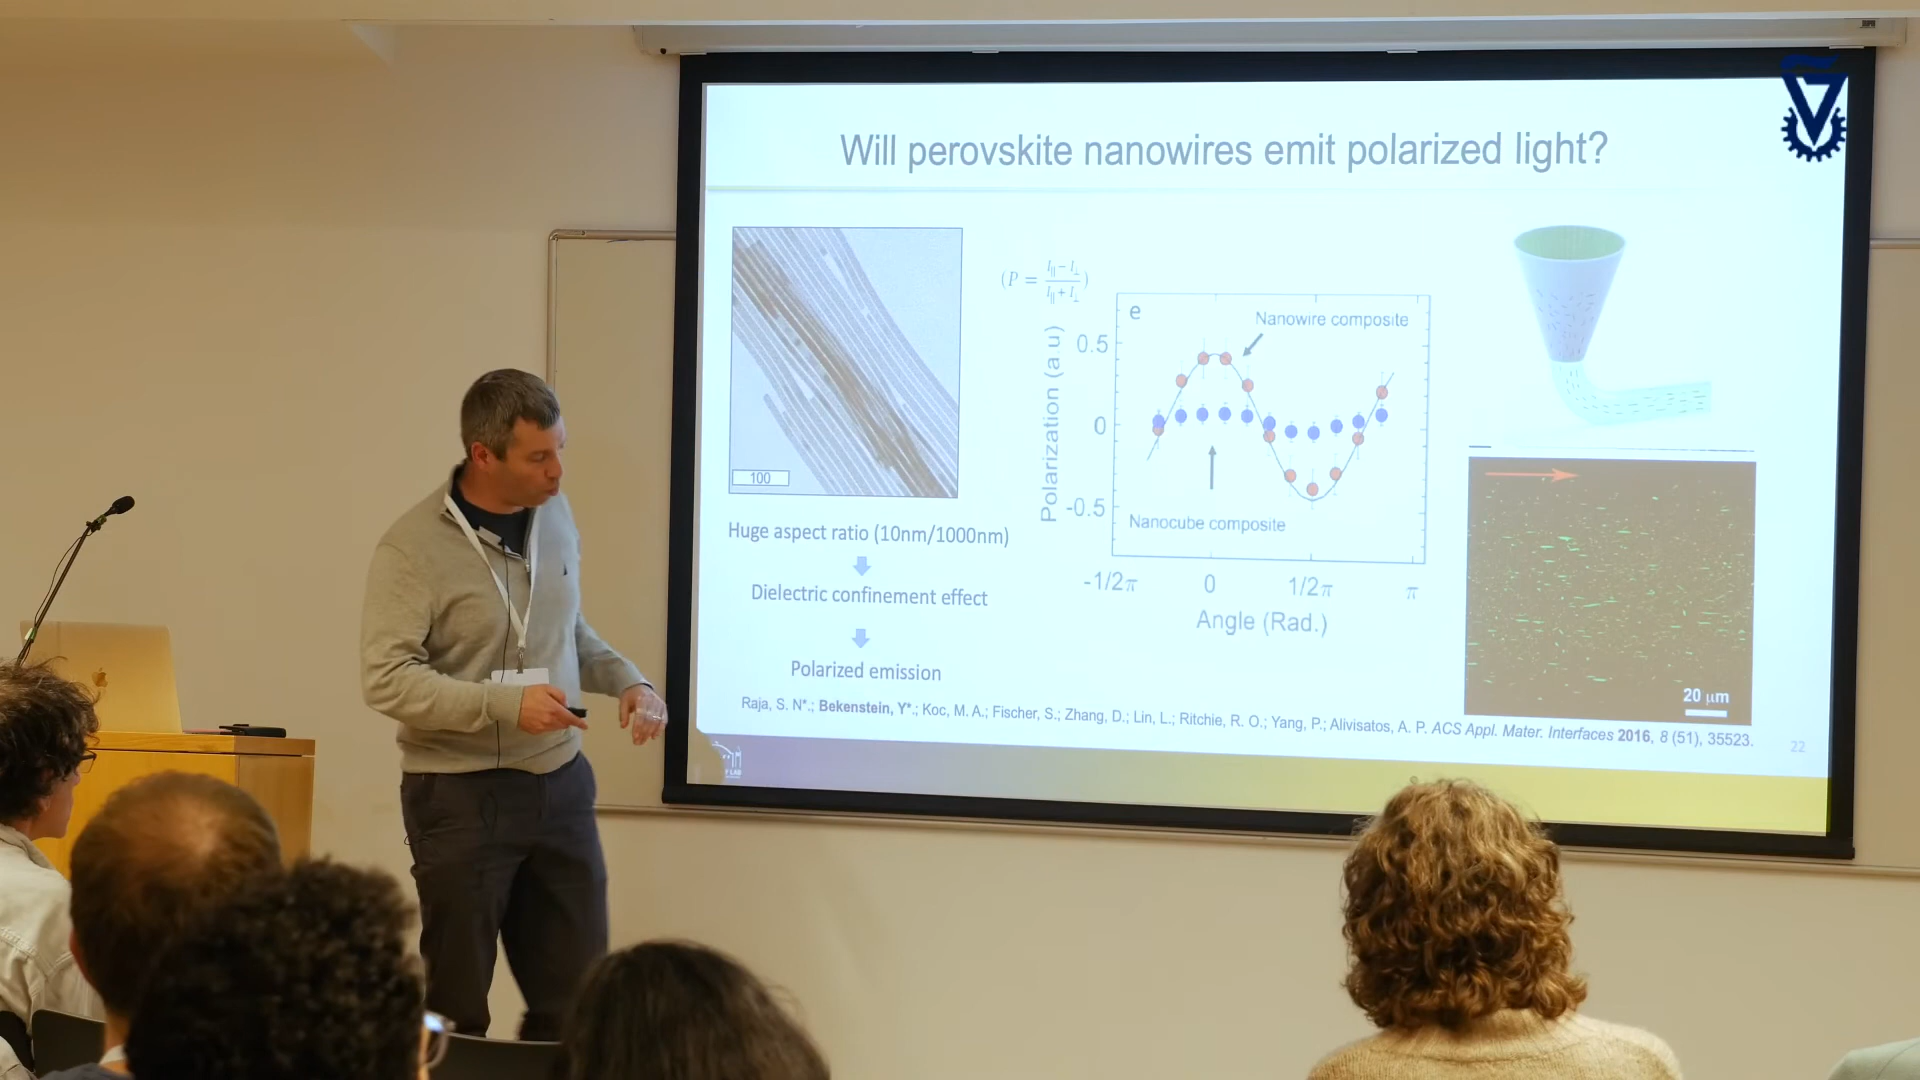 Will perovskite nanowires emit polarized light?
100
Huge aspect ratio (10nm/1000nm)
Dielectric confinement effect
Polarized emission
(P = I∥ − I⊥ / I∥ + I⊥)
e
Nanowire composite
Nanocube composite
Polarization (a.u)
0.5
0
-0.5
-1/2π 0 1/2π π
Angle (Rad.)
20 μm
Raja, S. N*.; Bekenstein, Y*.; Koc, M. A.; Fischer, S.; Zhang, D.; Lin, L.; Ritchie, R. O.; Yang, P.; Alivisatos, A. P. ACS Appl. Mater. Interfaces 2016, 8 (51), 35523.
22